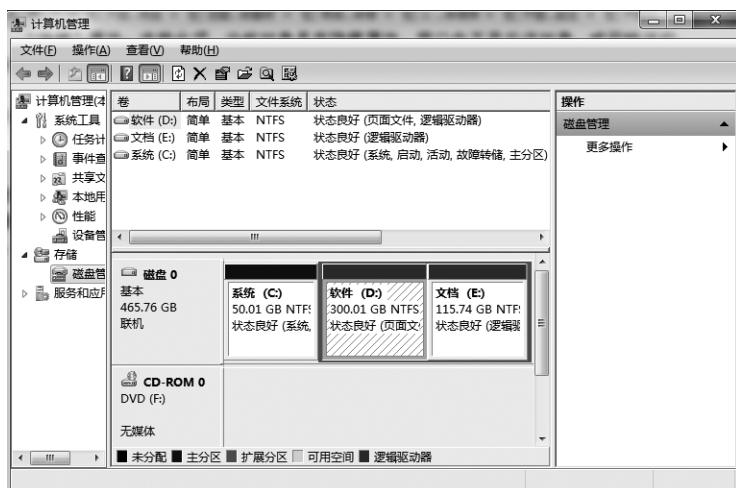 计算机管理
文件(F) 操作(A) 查看(V) 帮助(H)
计算机管理(本
系统工具
任务计
事件查
共享文
本地用
性能
设备管
存储
磁盘管
服务和应用
卷 布局 类型 文件系统 状态
软件 (D:) 简单 基本 NTFS 状态良好 (页面文件, 逻辑驱动器)
文档 (E:) 简单 基本 NTFS 状态良好 (逻辑驱动器)
系统 (C:) 简单 基本 NTFS 状态良好 (系统, 启动, 活动, 故障转储, 主分区)
磁盘 0
基本
465.76 GB
联机
系统 (C:)
50.01 GB NTF
状态良好 (系统,
软件 (D:)
300.01 GB NTFS
状态良好 (页面文
文档 (E:)
115.74 GB NTF
状态良好 (逻辑驱
CD-ROM 0
DVD (F:)
无媒体
未分配 主分区 扩展分区 可用空间 逻辑驱动器
操作
磁盘管理
更多操作